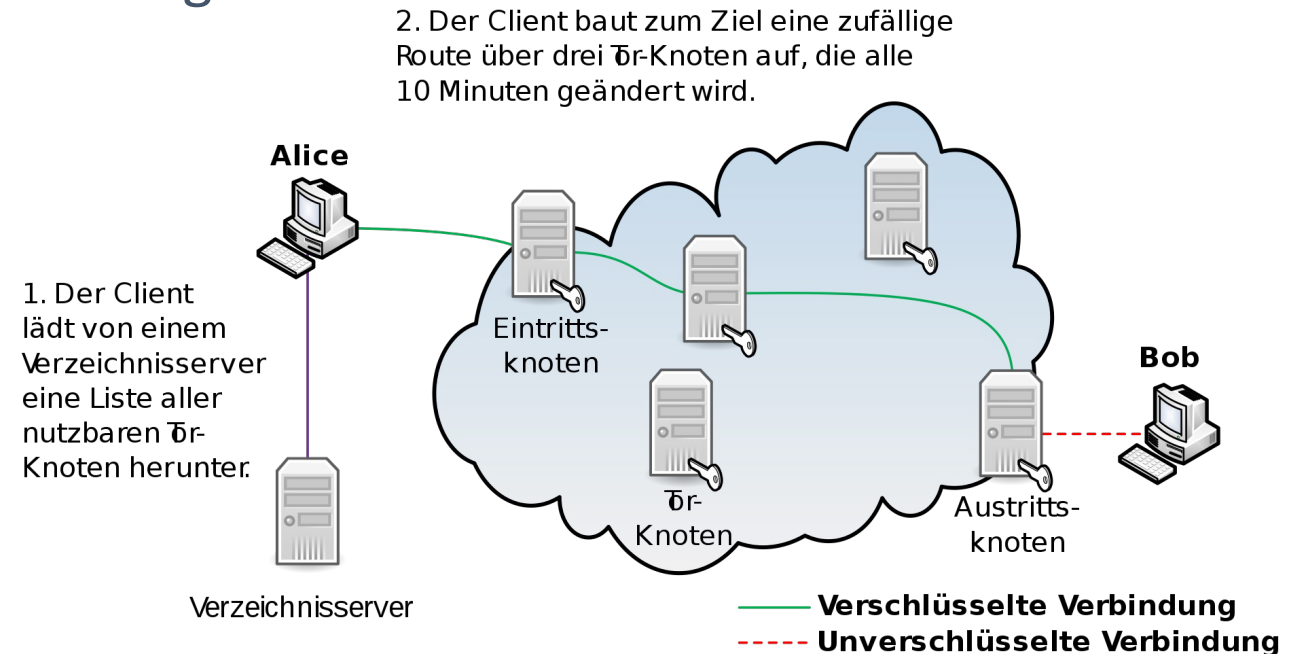 2. Der Client baut zum Ziel eine zufällige
Route über drei Tor-Knoten auf, die alle
10 Minuten geändert wird.
Alice
1. Der Client
lädt von einem
Verzeichnisserver
eine Liste aller
nutzbaren Tor-
Knoten herunter.
Eintritts-
knoten
Bob
Tor-
Knoten
Austritts-
knoten
Verzeichnisserver
Verschlüsselte Verbindung
Unverschlüsselte Verbindung